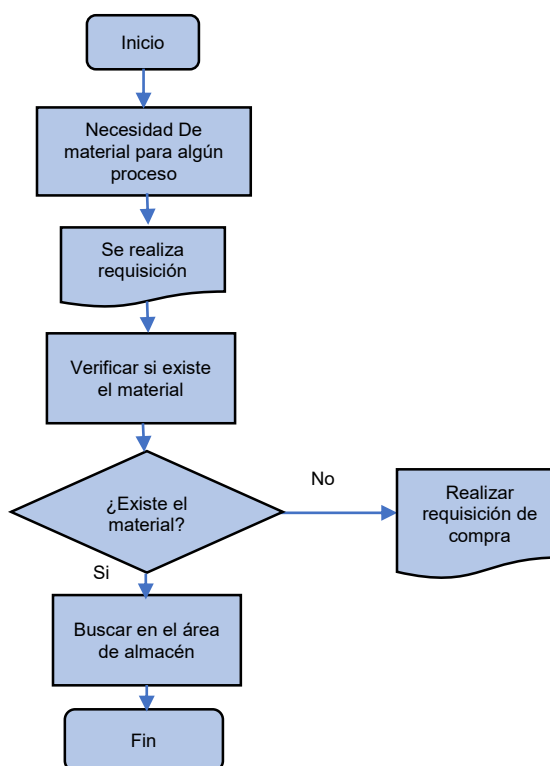 Inicio
Necesidad De
material para algún
proceso
Se realiza
requisición
Verificar si existe
el material
¿Existe el
material?
No
Realizar
requisición de
compra
Si
Buscar en el área
de almacén
Fin